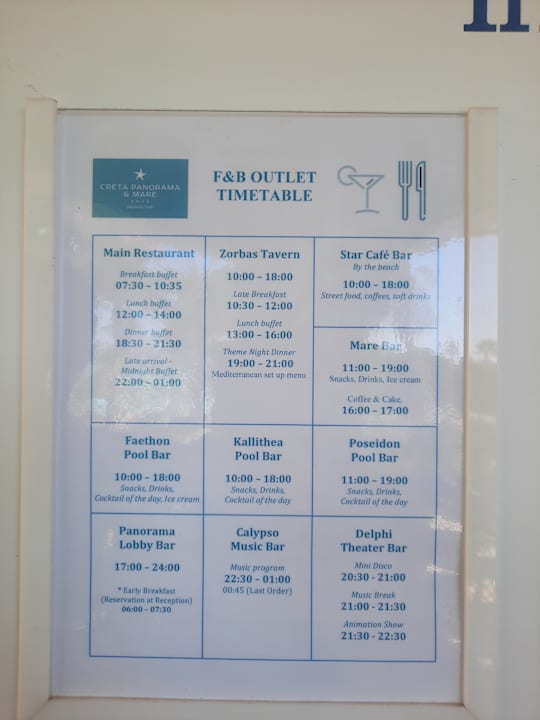 CRETA PANORAMA
& MARE
F&B OUTLET
TIMETABLE
Main Restaurant
Breakfast buffet
07:30 – 10:35
Lunch buffet
12:00 – 14:00
Dinner buffet
18:30 – 21:30
Late arrival -
Midnight Buffet
22:00 – 01:00
Zorbas Tavern
10:00 – 18:00
Late Breakfast
10:30 – 12:00
Lunch buffet
13:00 – 16:00
Theme Night Dinner
19:00 – 21:00
Mediterranean set up menu
Star Café Bar
By the beach
10:00 – 18:00
Street food, coffees, soft drinks
Mare Bar
11:00 – 19:00
Snacks, Drinks, Ice cream
Coffee & Cake,
16:00 – 17:00
Faethon
Pool Bar
10:00 – 18:00
Snacks, Drinks,
Cocktail of the day, Ice cream
Kallithea
Pool Bar
10:00 – 18:00
Snacks, Drinks,
Cocktail of the day
Poseidon
Pool Bar
11:00 – 19:00
Snacks, Drinks,
Cocktail of the day
Panorama
Lobby Bar
17:00 – 24:00
* Early Breakfast
(Reservation at Reception)
06:00 – 07:30
Calypso
Music Bar
Music program
22:30 – 01:00
00:45 (Last Order)
Delphi
Theater Bar
Mini Disco
20:30 - 21:00
Music Break
21:00 - 21:30
Animation Show
21:30 - 22:30